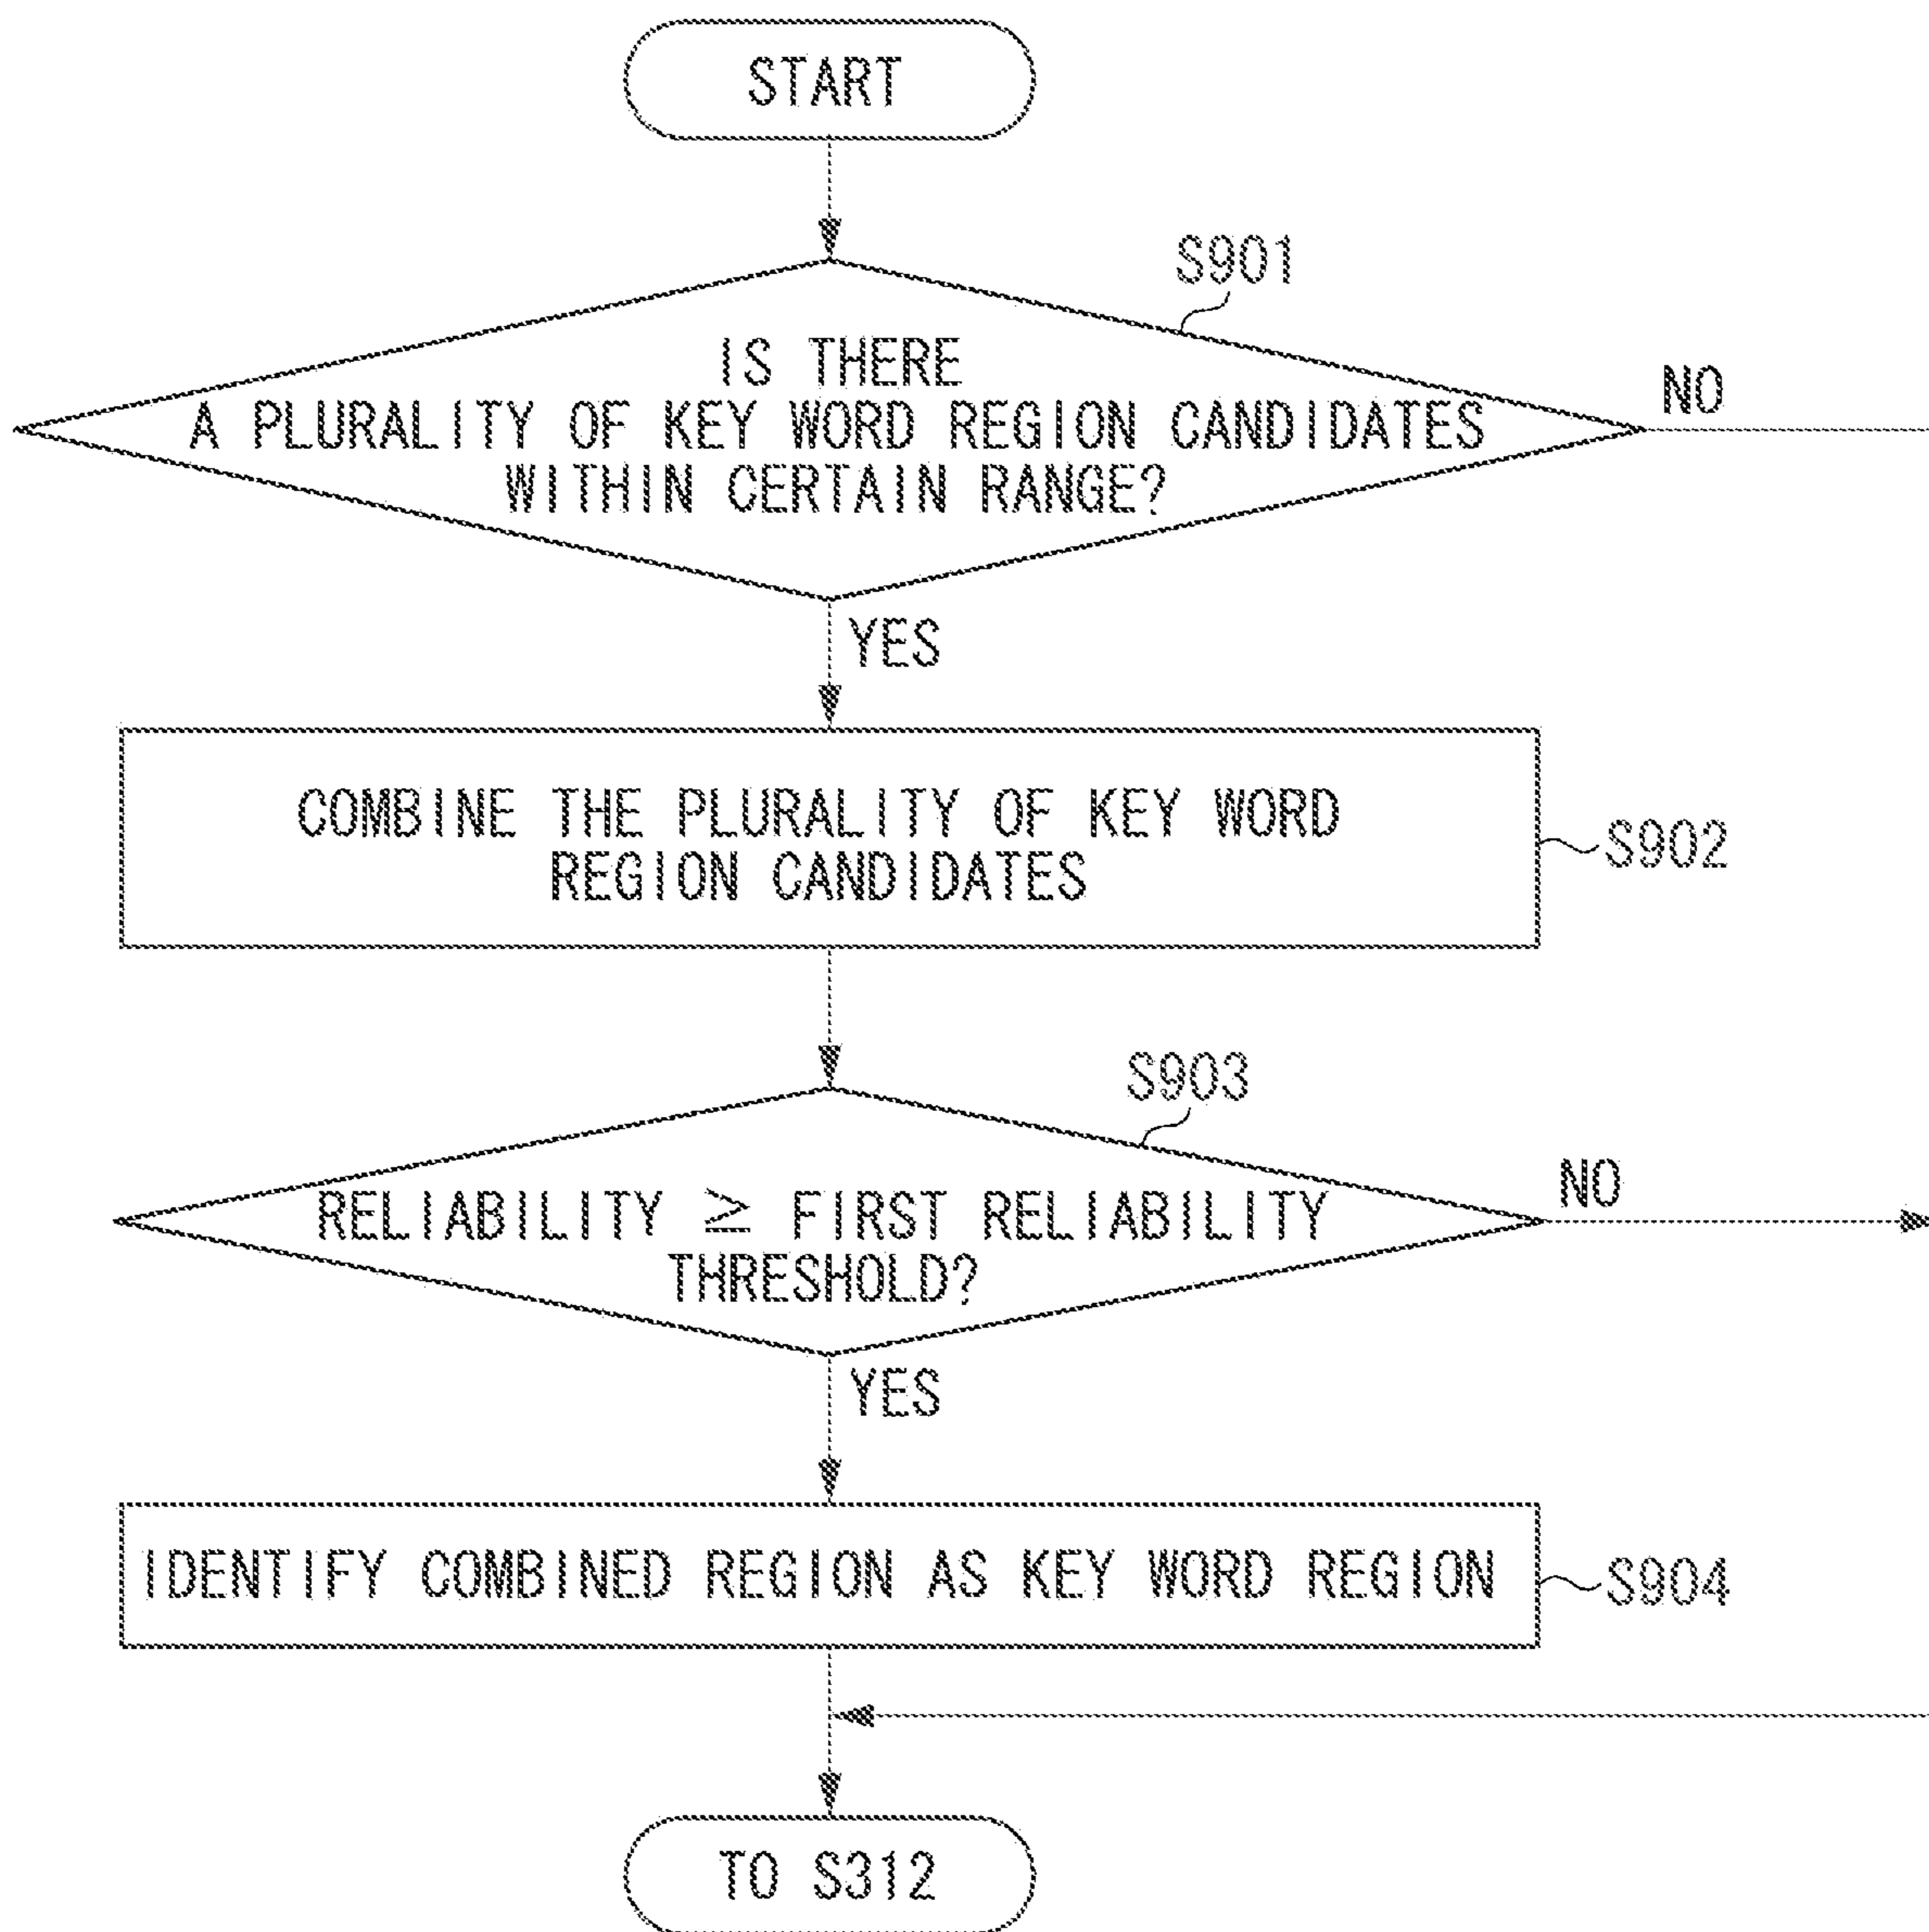 START
S901
IS THERE
A PLURALITY OF KEY WORD REGION CANDIDATES
WITHIN CERTAIN RANGE?
NO
YES
COMBINE THE PLURALITY OF KEY WORD
REGION CANDIDATES
S902
S903
RELIABILITY ≧ FIRST RELIABILITY
THRESHOLD?
NO
YES
IDENTIFY COMBINED REGION AS KEY WORD REGION
S904
TO S312